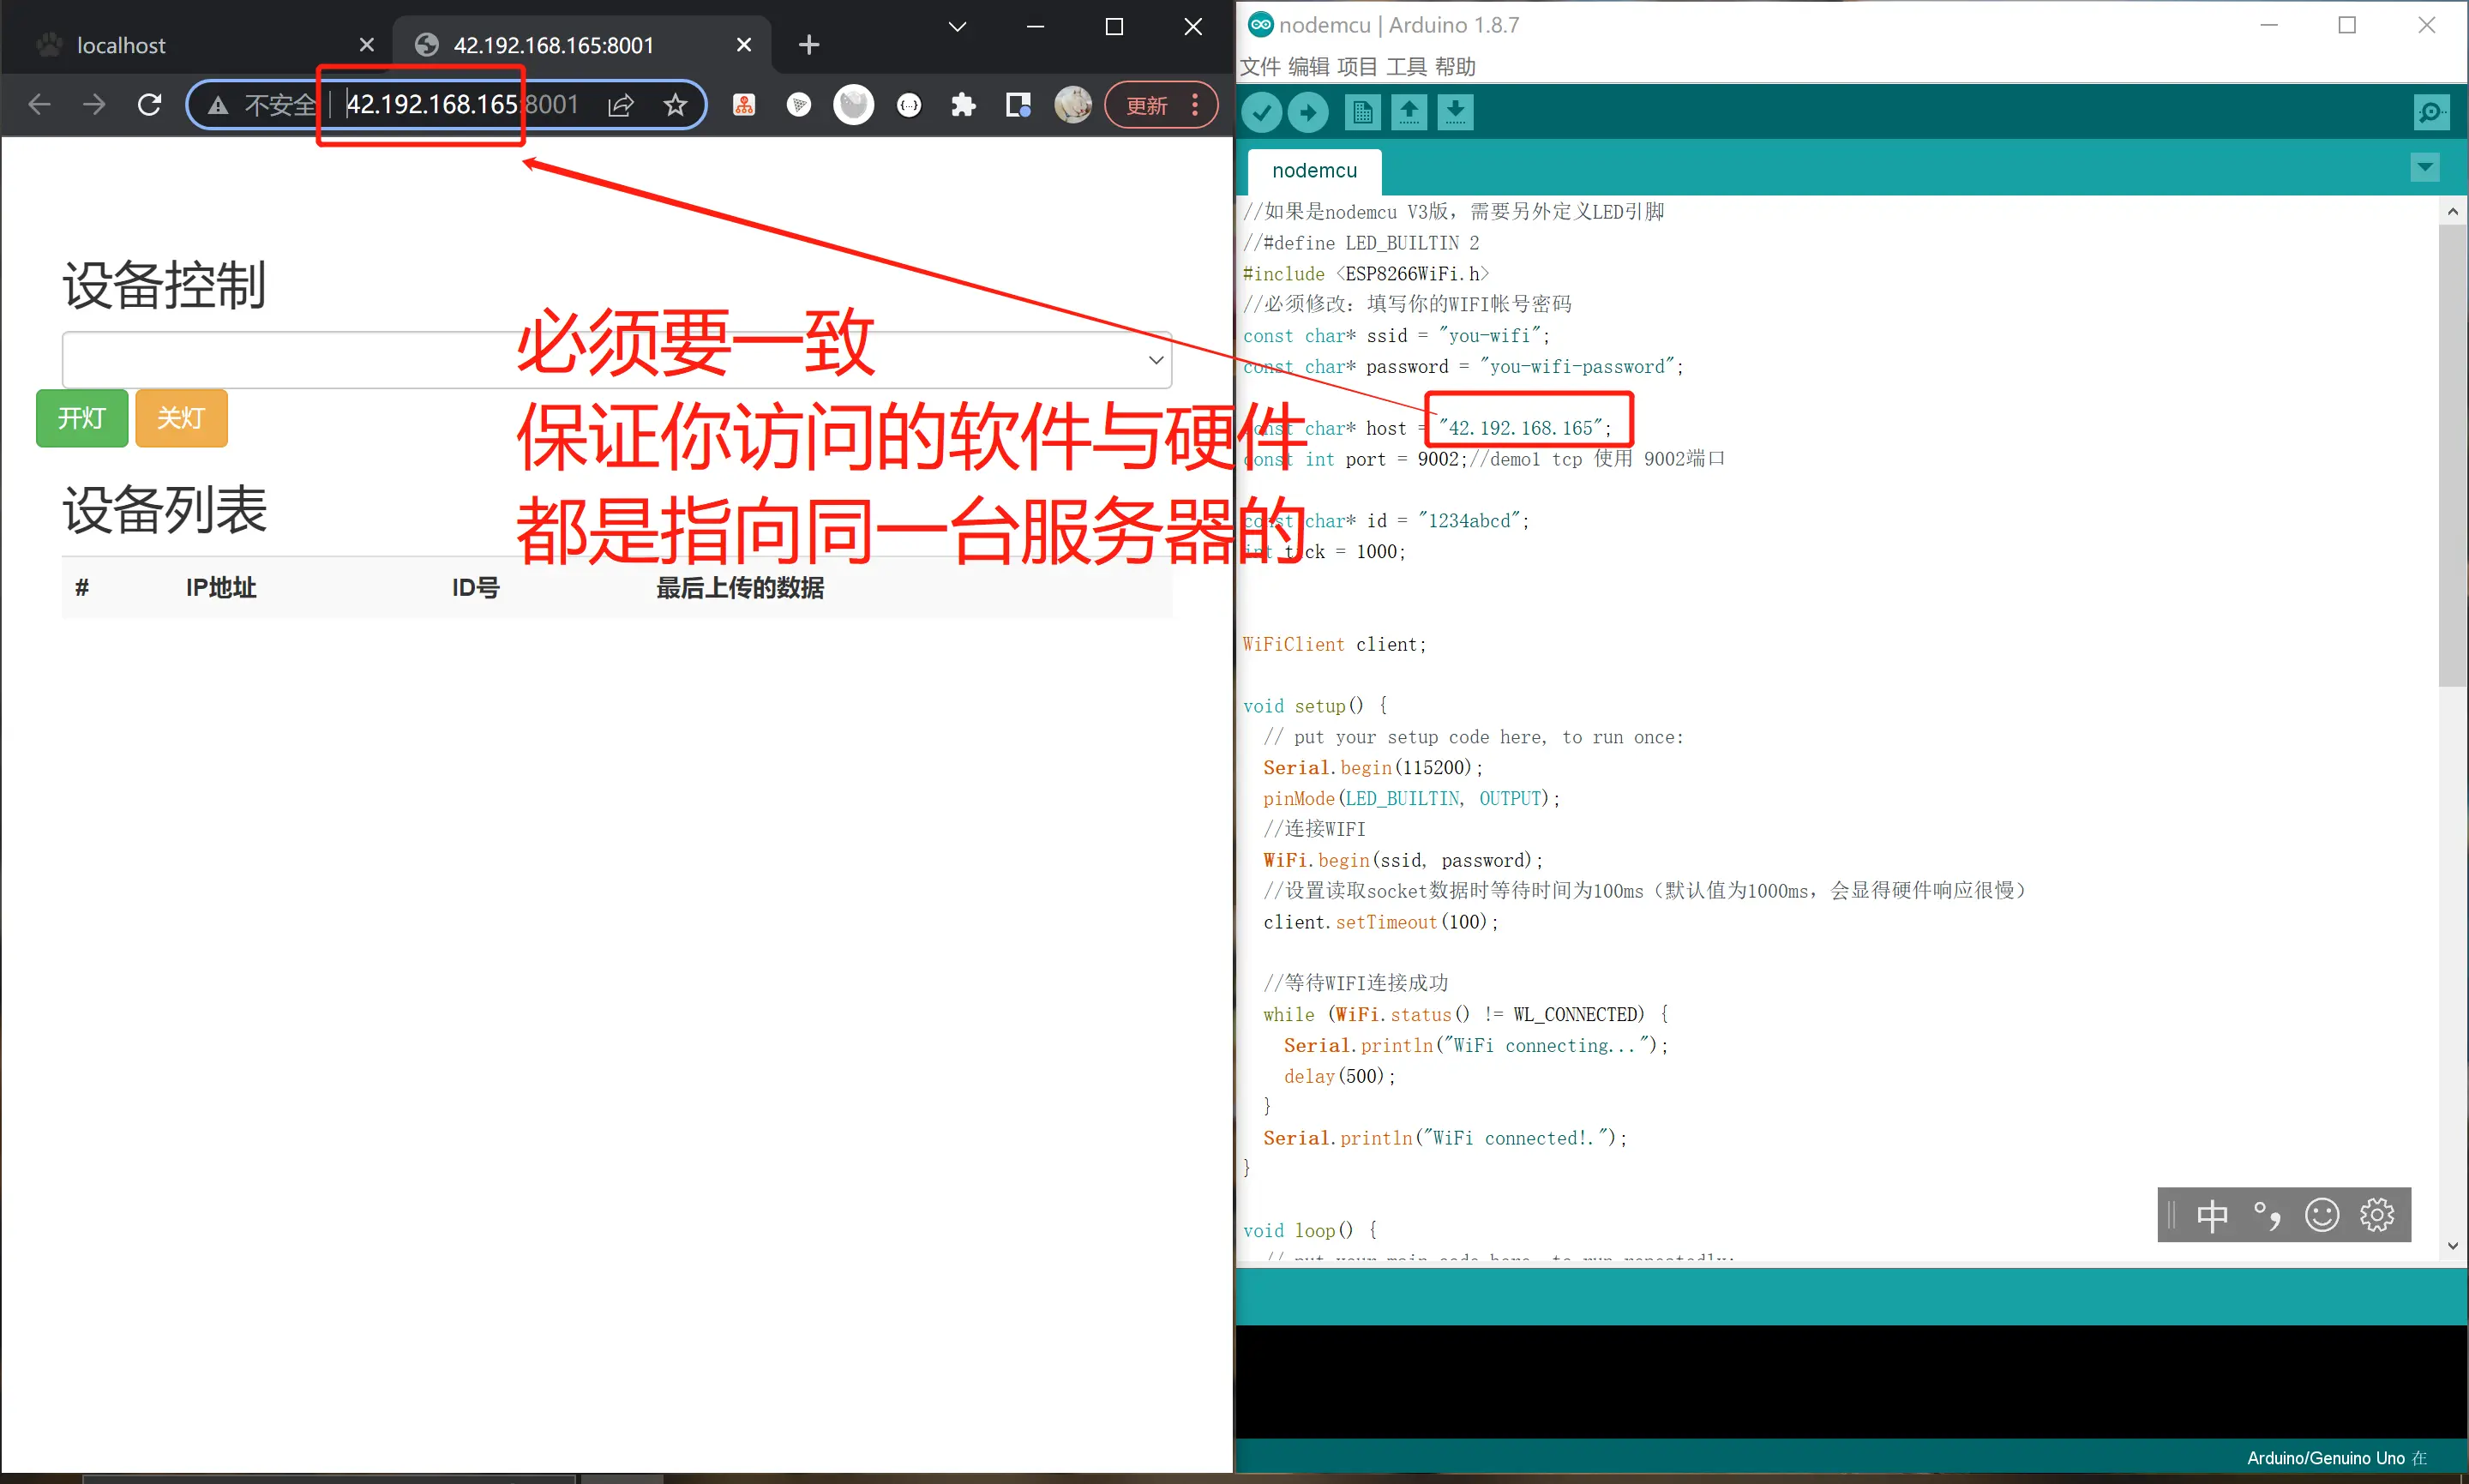 localhost
42.192.168.165:8001
不安全
42.192.168.165:8001
更新
设备控制
开灯 关灯
设备列表
# IP地址 ID号 最后上传的数据
必须要一致
保证你访问的软件与硬件
都是指向同一台服务器的
nodemcu | Arduino 1.8.7
文件 编辑 项目 工具 帮助
nodemcu
//如果是nodemcu V3版，需要另外定义LED引脚
//#define LED_BUILTIN 2
#include <ESP8266WiFi.h>
//必须修改：填写你的WIFI帐号密码
const char* ssid = "you-wifi";
const char* password = "you-wifi-password";
const char* host = "42.192.168.165";
const int port = 9002;//demo1 tcp 使用 9002端口
const char* id = "1234abcd";
int tick = 1000;
WiFiClient client;
void setup() {
// put your setup code here, to run once:
Serial.begin(115200);
pinMode(LED_BUILTIN, OUTPUT);
//连接WIFI
WiFi.begin(ssid, password);
//设置读取socket数据时等待时间为100ms（默认值为1000ms，会显得硬件响应很慢）
client.setTimeout(100);
//等待WIFI连接成功
while (WiFi.status() != WL_CONNECTED) {
Serial.println("WiFi connecting...");
delay(500);
}
Serial.println("WiFi connected!.");
}
void loop() {
// put your main code here, to run repeatedly:
中
Arduino/Genuino Uno 在